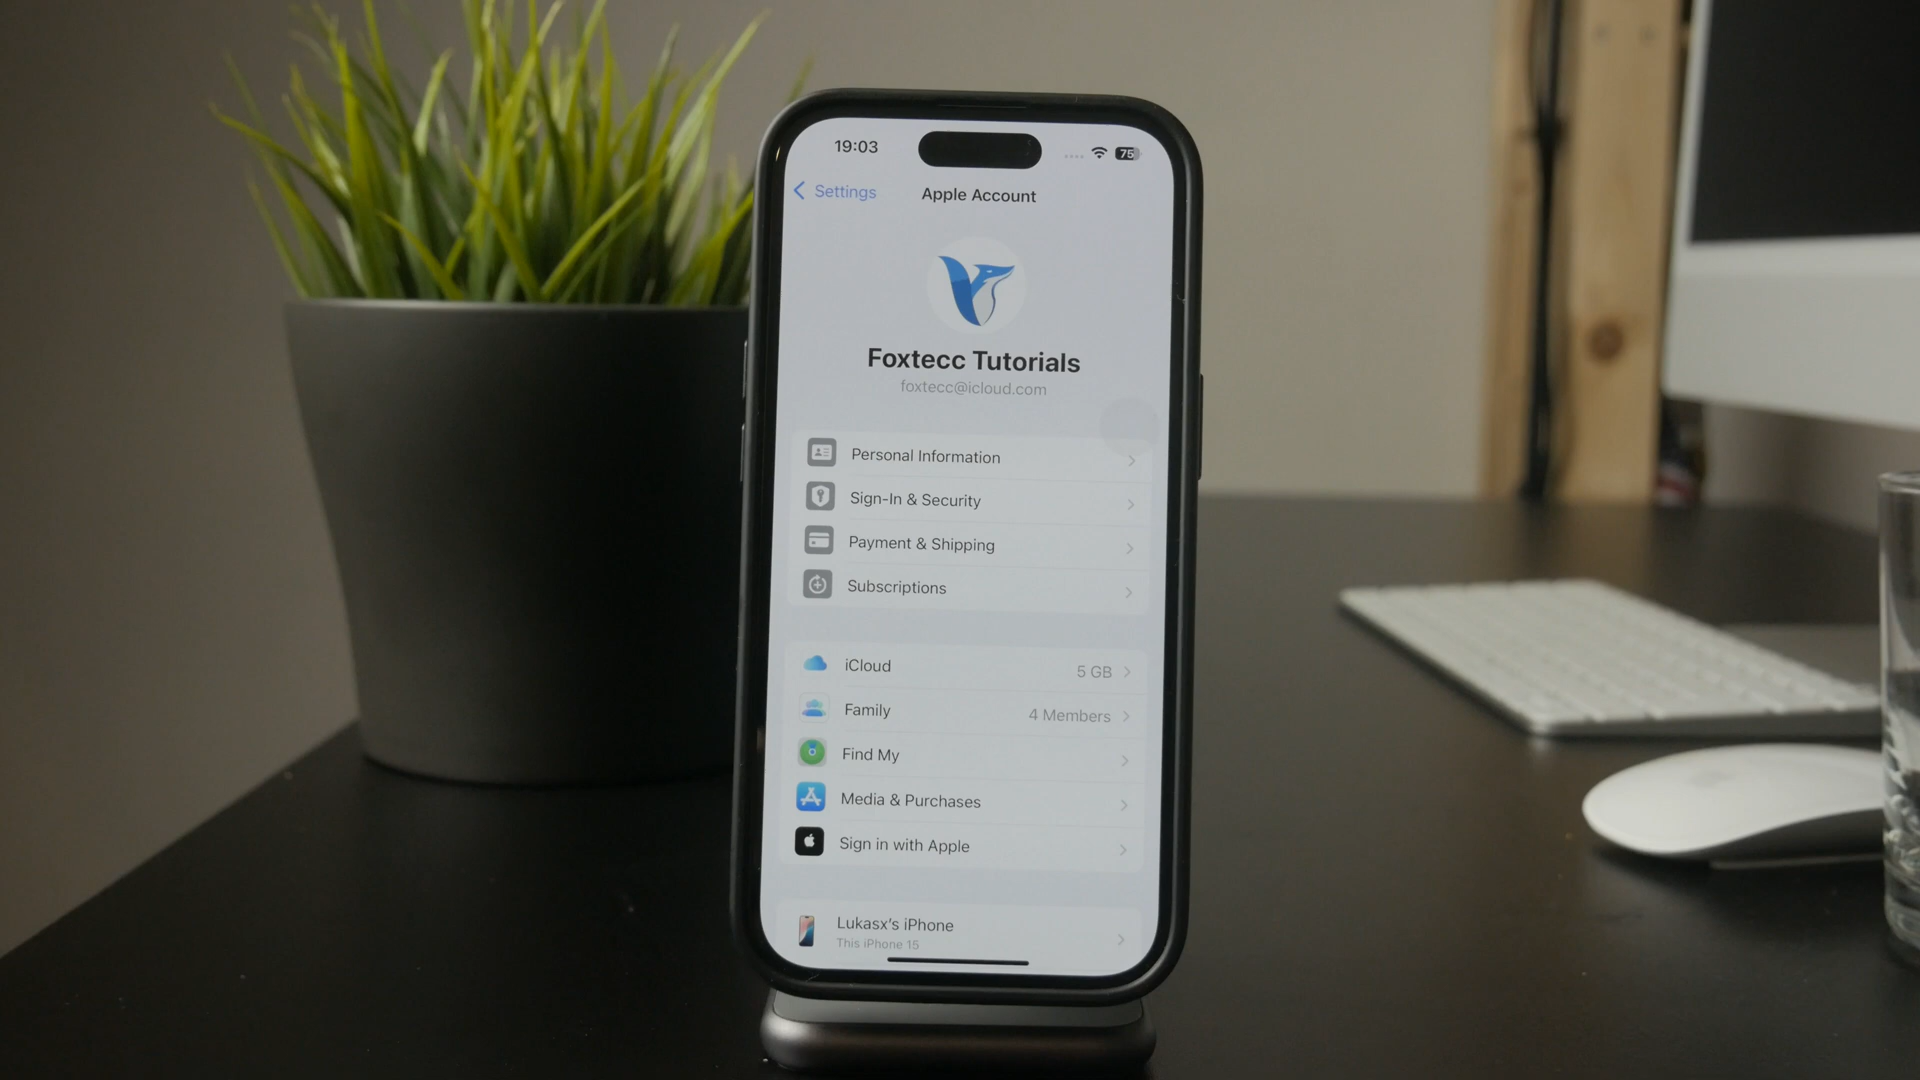 19:03
75
Settings
Apple Account
Foxtecc Tutorials
foxtecc@icloud.com
Personal Information
Sign-In & Security
Payment & Shipping
Subscriptions
iCloud
5 GB
Family
4 Members
Find My
Media & Purchases
Sign in with Apple
Lukasx's iPhone
This iPhone 15